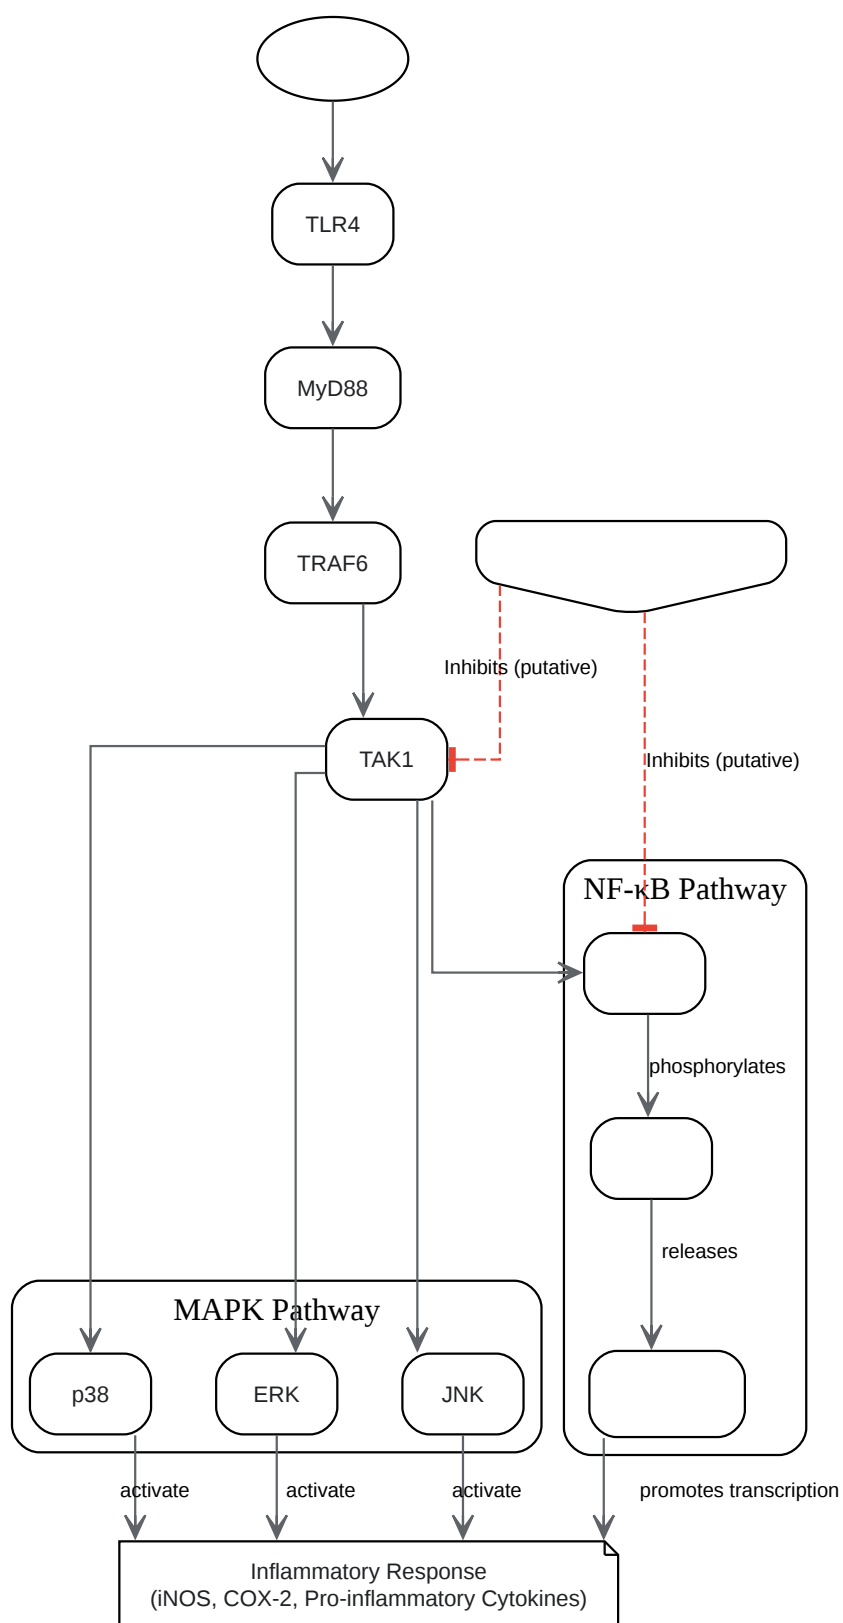 TLR4
MyD88
TRAF6
Inhibits (putative)
TAK1
Inhibits (putative)
NF-κB Pathway
phosphorylates
releases
MAPK Pathway
p38
ERK
JNK
activate
activate
activate
promotes transcription
Inflammatory Response
(iNOS, COX-2, Pro-inflammatory Cytokines)